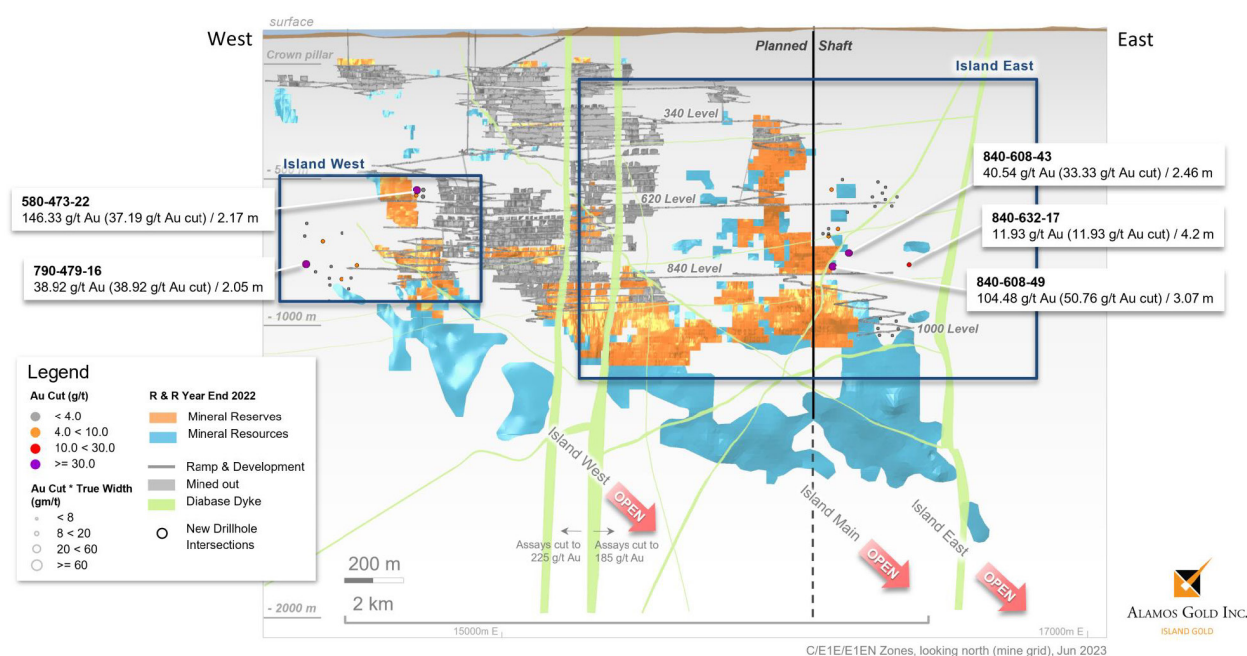 surface
West
East
Planned Shaft
Crown pillar
Island East
340 Level
Island West
840-608-43
40.54 g/t Au (33.33 g/t Au cut) / 2.46 m
580-473-22
146.33 g/t Au (37.19 g/t Au cut) / 2.17 m
620 Level
840-632-17
11.93 g/t Au (11.93 g/t Au cut) / 4.2 m
790-479-16
38.92 g/t Au (38.92 g/t Au cut) / 2.05 m
840 Level
840-608-49
104.48 g/t Au (50.76 g/t Au cut) / 3.07 m
- 1000 m
1000 Level
Legend
Au Cut (g/t)
< 4.0
4.0 < 10.0
10.0 < 30.0
>= 30.0
Au Cut * True Width
(gm/t)
< 8
8 < 20
20 < 60
>= 60
R & R Year End 2022
Mineral Reserves
Mineral Resources
Ramp & Development
Mined out
Diabase Dyke
New Drillhole
Intersections
Island West
OPEN
Island Main
OPEN
Island East
OPEN
Assays cut to
225 g/t Au
Assays cut to
185 g/t Au
200 m
2 km
- 2000 m
15000m E
17000m E
C/E1E/E1EN Zones, looking north (mine grid), Jun 2023
ALAMOS GOLD INC.
ISLAND GOLD